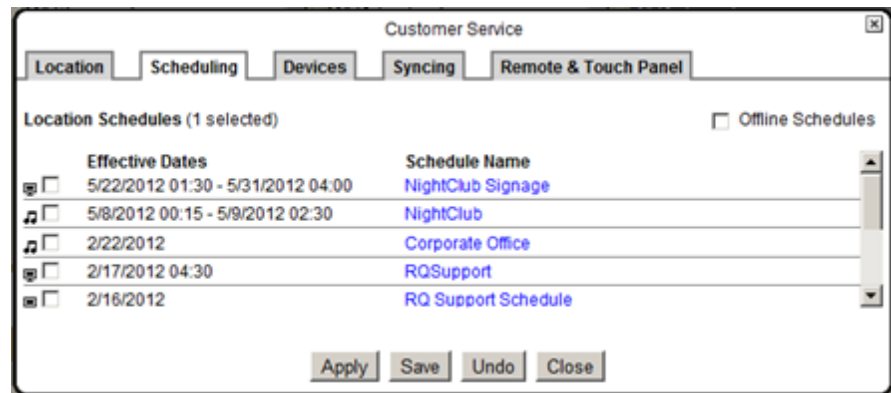 Customer Service
Location Scheduling Devices Syncing Remote & Touch Panel
Location Schedules (1 selected) Offline Schedules
Effective Dates Schedule Name
5/22/2012 01:30 - 5/31/2012 04:00 NightClub Signage
5/8/2012 00:15 - 5/9/2012 02:30 NightClub
2/22/2012 Corporate Office
2/17/2012 04:30 RQSupport
2/16/2012 RQ Support Schedule
Apply Save Undo Close